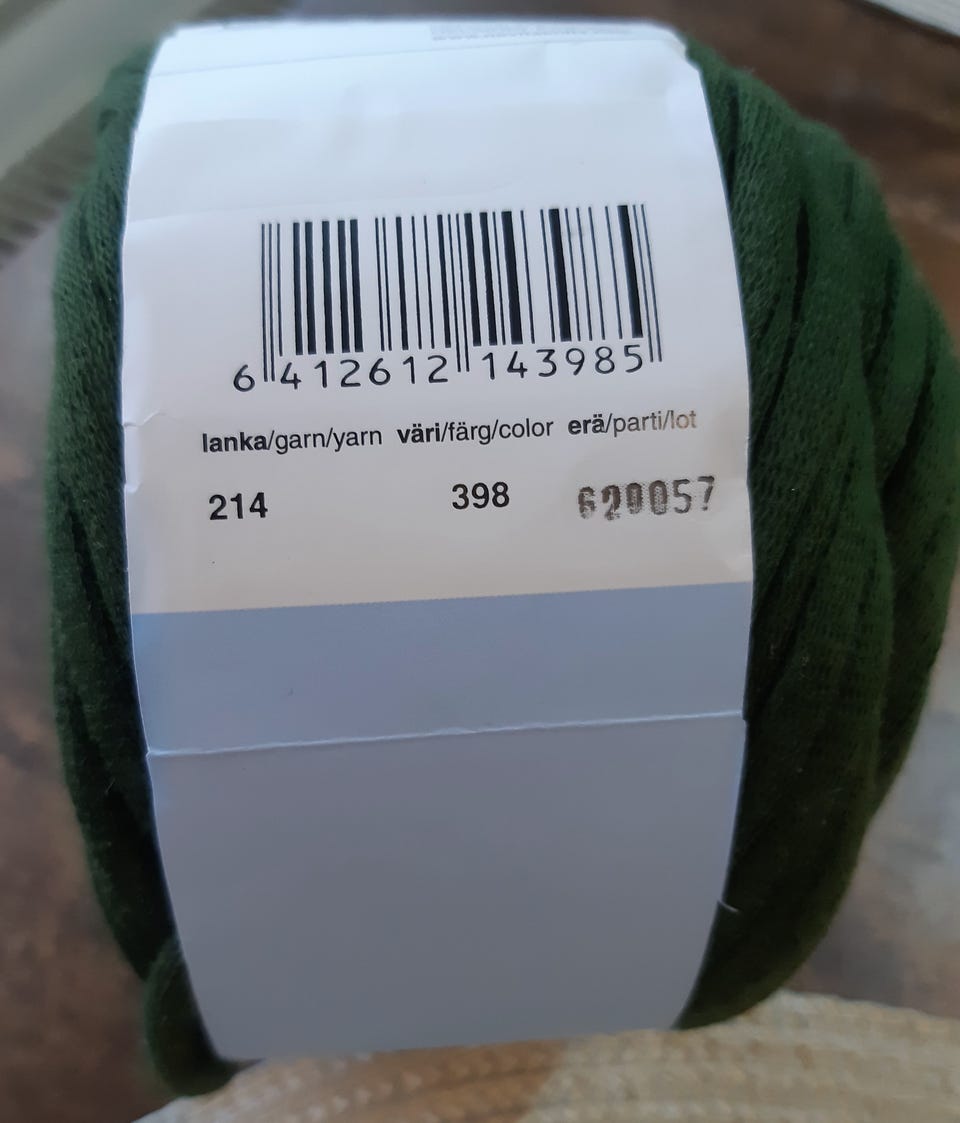 6 412612 143985
lanka/garn/yarn väri/färg/color erä/parti/lot
214 398 620057